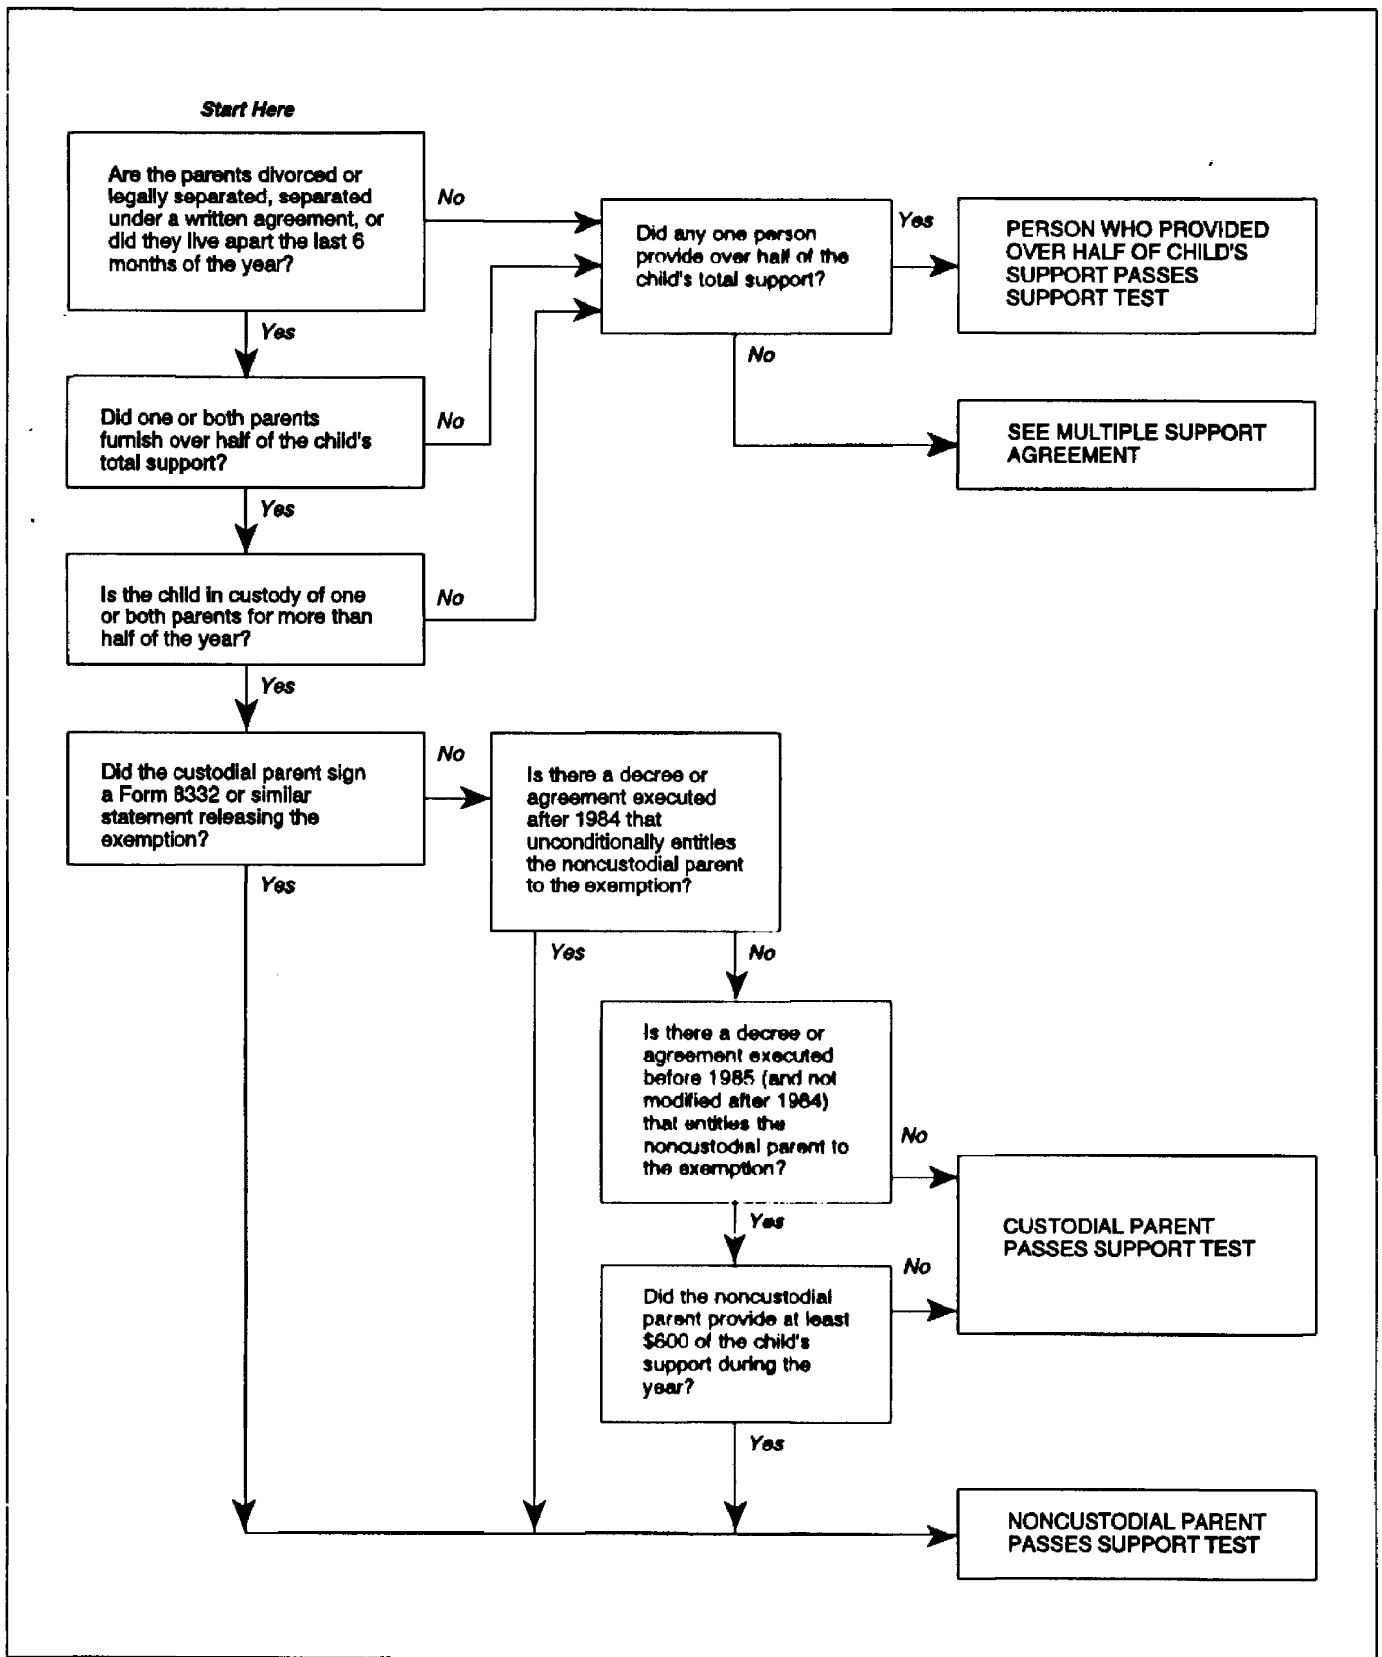 Start Here
Are the parents divorced or
legally separated, separated
under a written agreement, or
did they live apart the last 6
months of the year?
No
Yes
Did any one person
provide over half of the
child's total support?
Yes
No
PERSON WHO PROVIDED
OVER HALF OF CHILD'S
SUPPORT PASSES
SUPPORT TEST
Did one or both parents
furnish over half of the child's
total support?
No
Yes
SEE MULTIPLE SUPPORT
AGREEMENT
Is the child in custody of one
or both parents for more than
half of the year?
No
Yes
Did the custodial parent sign
a Form 8332 or similar
statement releasing the
exemption?
No
Yes
Is there a decree or
agreement executed
after 1984 that
unconditionally entitles
the noncustodial parent
to the exemption?
Yes
No
Is there a decree or
agreement executed
before 1985 (and not
modified after 1984)
that entitles the
noncustodial parent to
the exemption?
No
Yes
CUSTODIAL PARENT
PASSES SUPPORT TEST
Did the noncustodial
parent provide at least
$600 of the child's
support during the
year?
No
Yes
NONCUSTODIAL PARENT
PASSES SUPPORT TEST